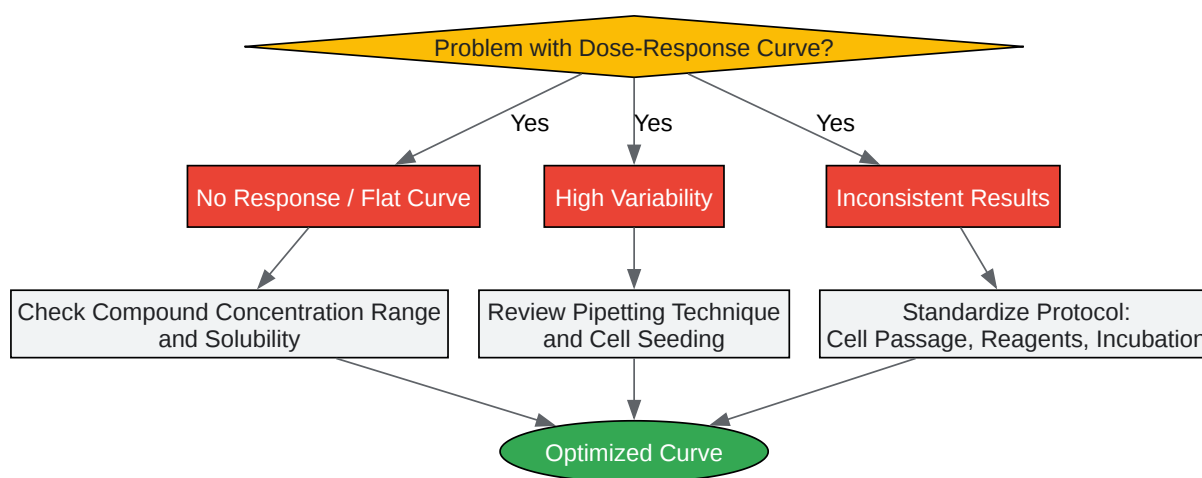 Problem with Dose-Response Curve?
Yes
Yes
Yes
No Response / Flat Curve
High Variability
Inconsistent Results
Check Compound Concentration Range
and Solubility
Review Pipetting Technique
and Cell Seeding
Standardize Protocol:
Cell Passage, Reagents, Incubation
Optimized Curve